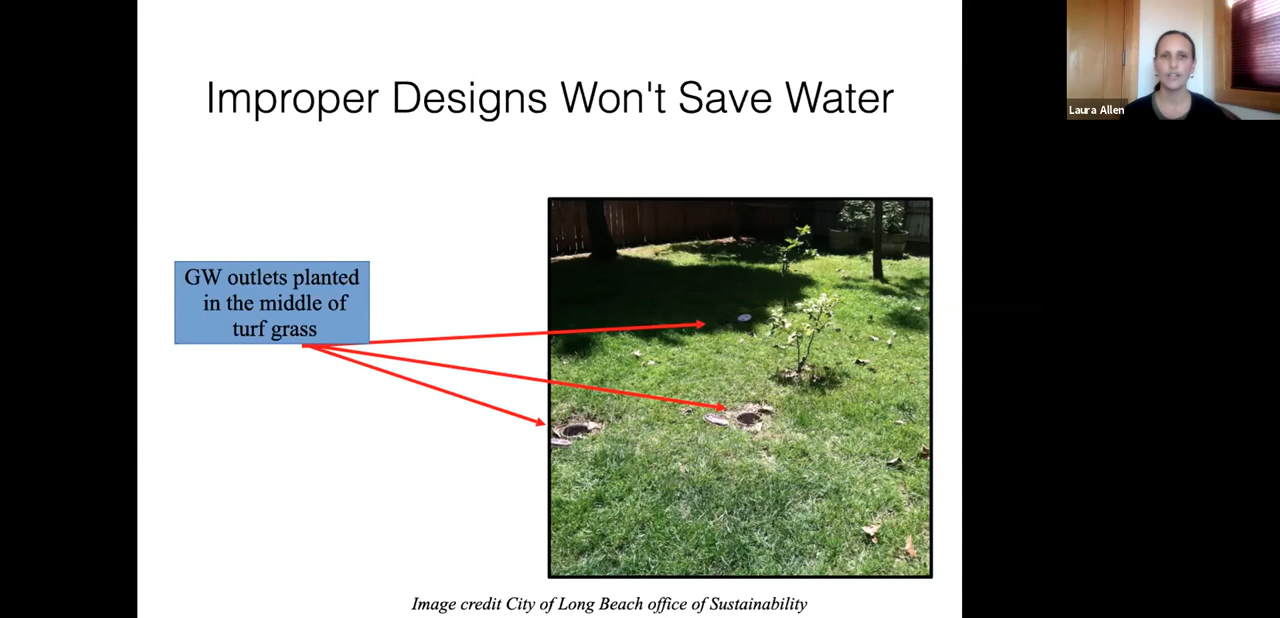 Improper Designs Won't Save Water
Laura Allen
GW outlets planted
in the middle of
turf grass
Image credit City of Long Beach office of Sustainability